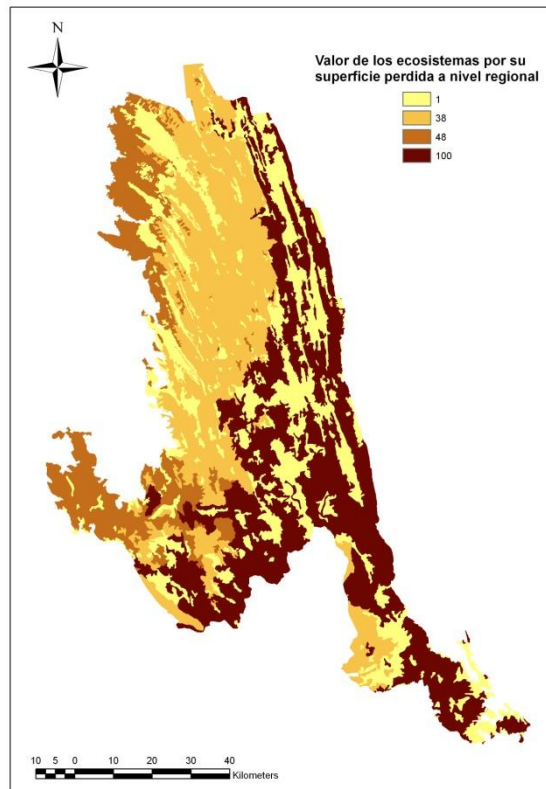 N
Valor de los ecosistemas por su
superficie perdida a nivel regional
1
38
48
100
10 5 0 10 20 30 40
Kilometers